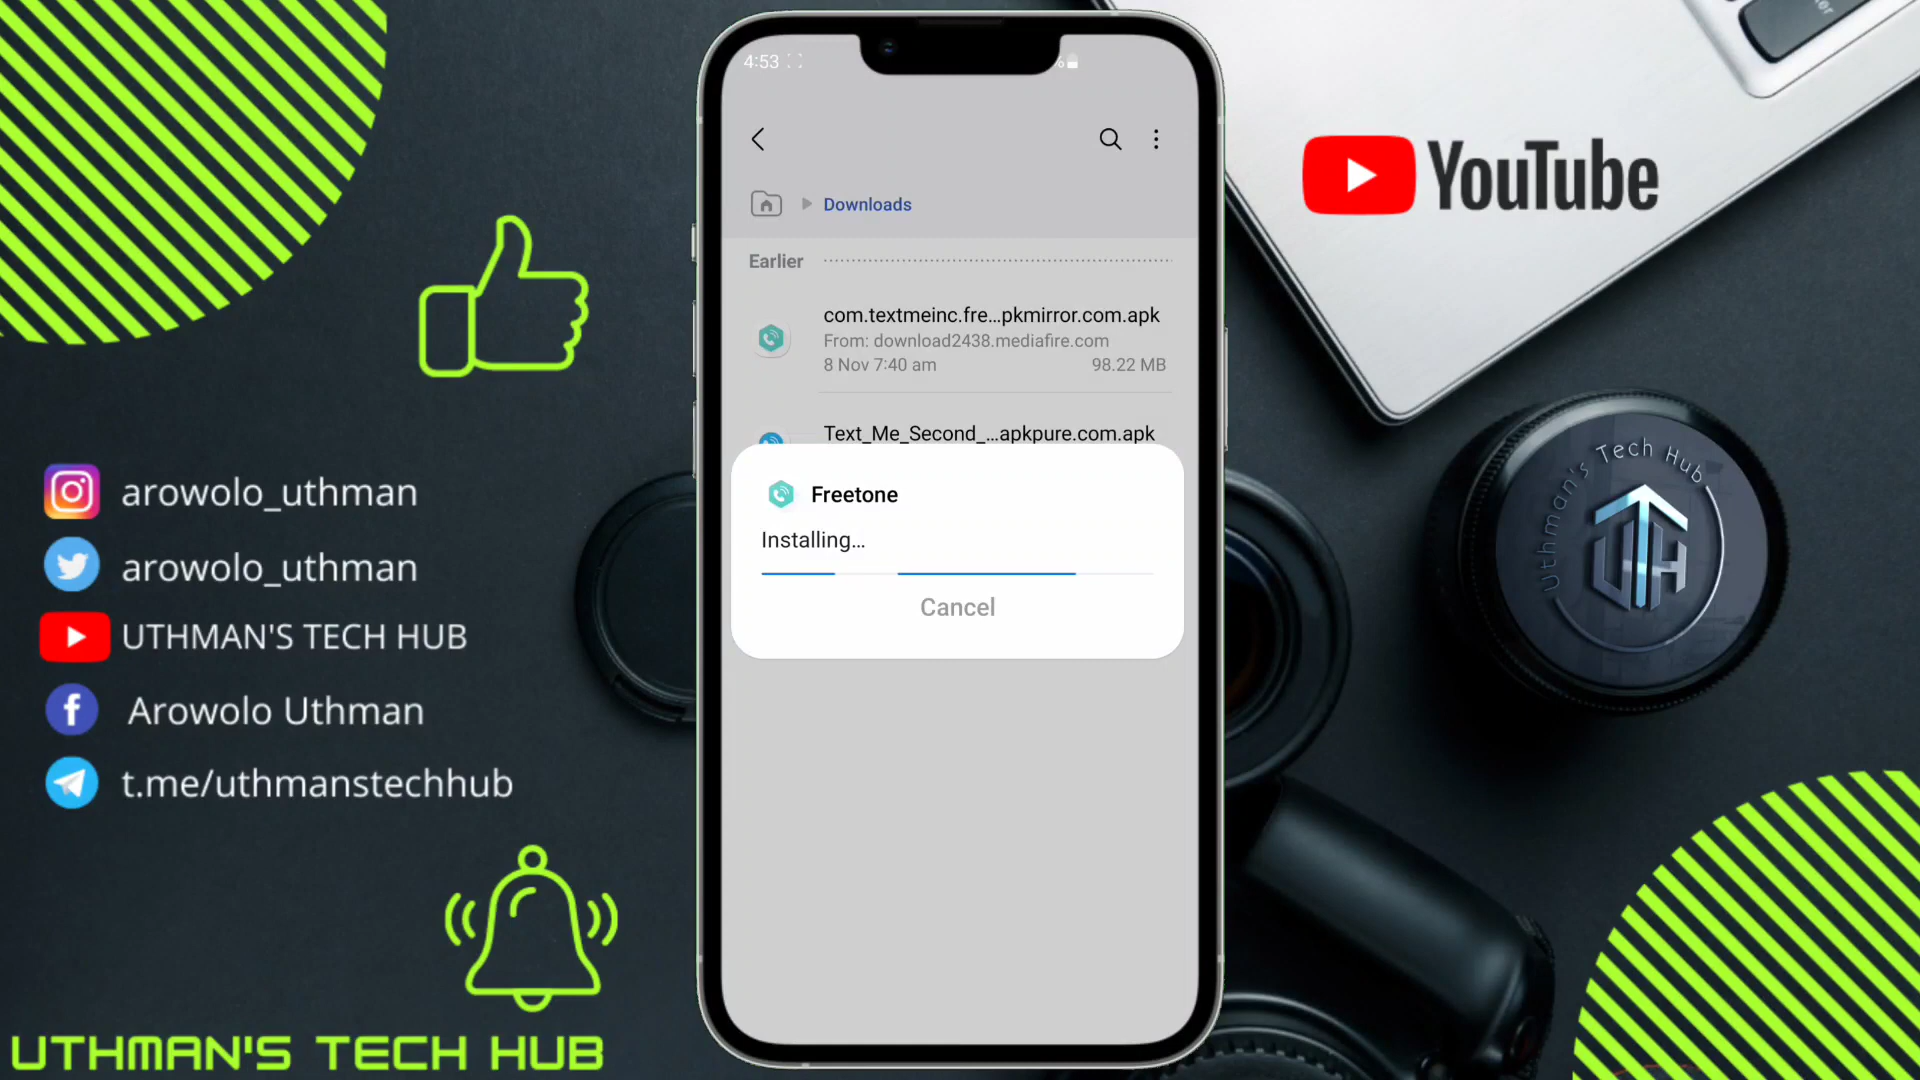 4:53
Downloads
Earlier
com.textmeinc.fre...pkmirror.com.apk
From: download2438.mediafire.com
8 Nov 7:40 am 98.22 MB
Text_Me_Second_...apkpure.com.apk
Freetone
Installing...
Cancel
YouTube
arowolo_uthman
arowolo_uthman
UTHMAN'S TECH HUB
Arowolo Uthman
t.me/uthmanstechhub
UTHMAN'S TECH HUB
Uthman's Tech Hub
UTH